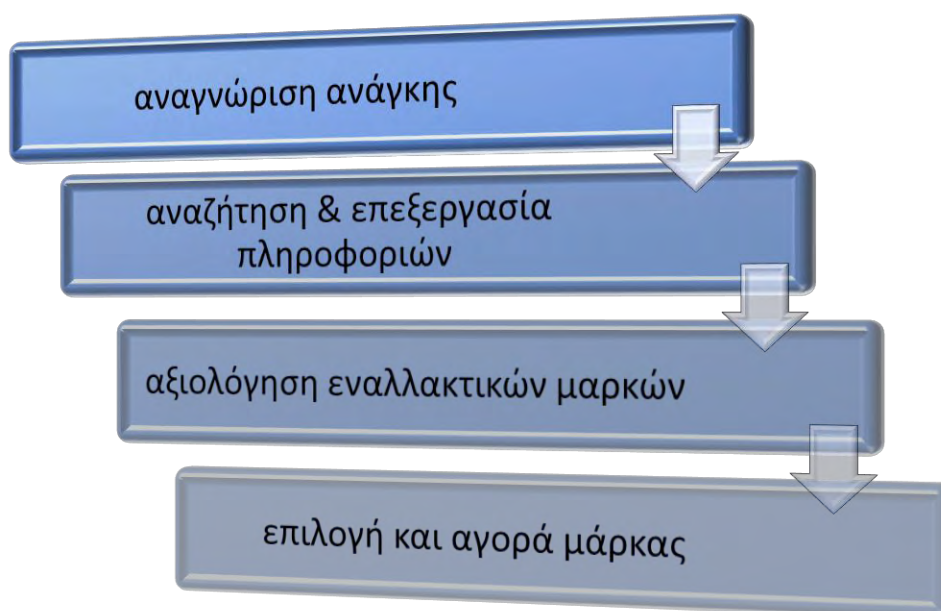 αναγνώριση ανάγκης
αναζήτηση & επεξεργασία
πληροφοριών
αξιολόγηση εναλλακτικών μαρκών
επιλογή και αγορά μάρκας